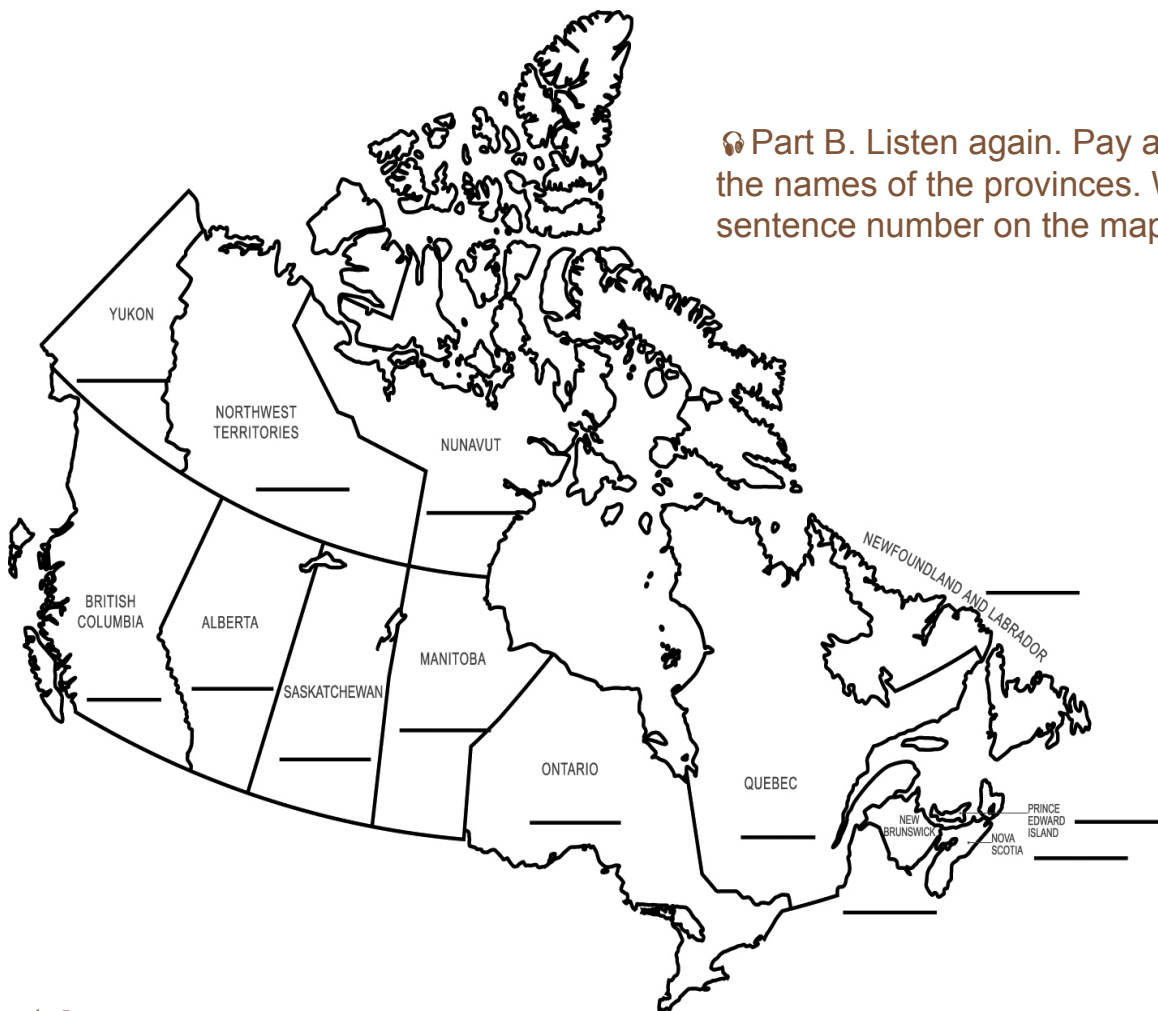 Part B. Listen again. Pay a
the names of the provinces. W
sentence number on the map
YUKON
NORTHWEST
TERRITORIES
NUNAVUT
NEWFOUNDLAND AND LABRADOR
BRITISH
COLUMBIA
ALBERTA
SASKATCHEWAN
MANITOBA
ONTARIO
QUEBEC
NEW
BRUNSWICK
PRINCE
EDWARD
ISLAND
NOVA
SCOTIA